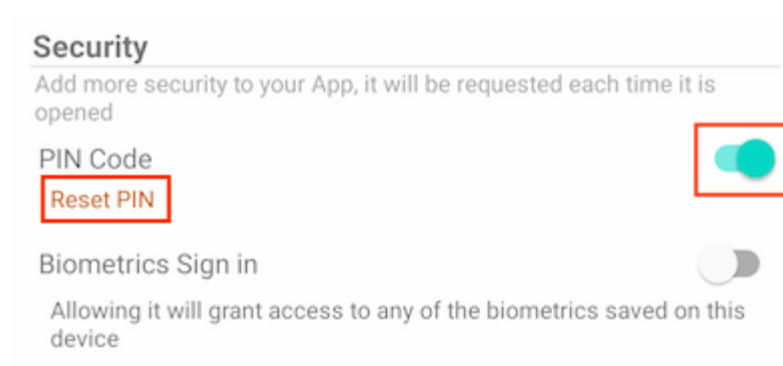 Security
Add more security to your App, it will be requested each time it is
opened
PIN Code
Reset PIN
Biometrics Sign in
Allowing it will grant access to any of the biometrics saved on this
device